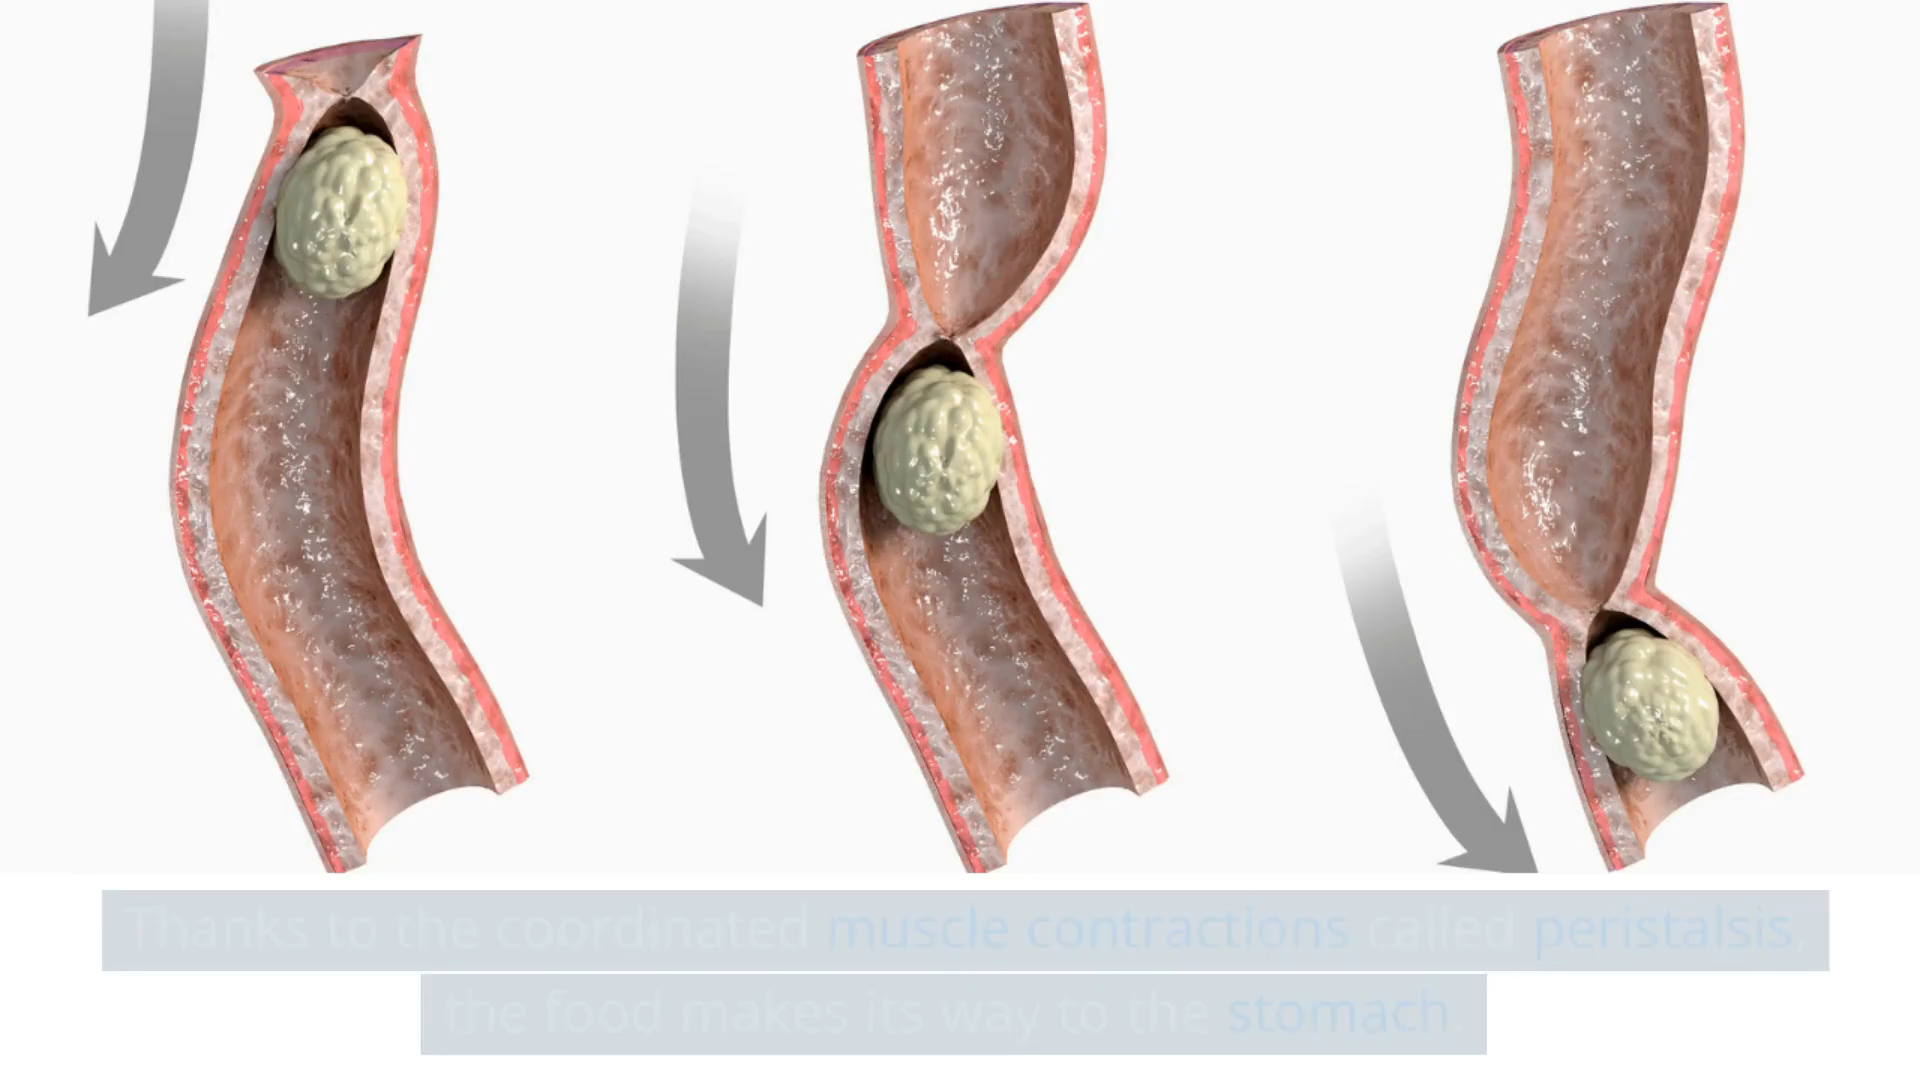 Thanks to the coordinated muscle contractions called peristalsis,
the food makes its way to the stomach.